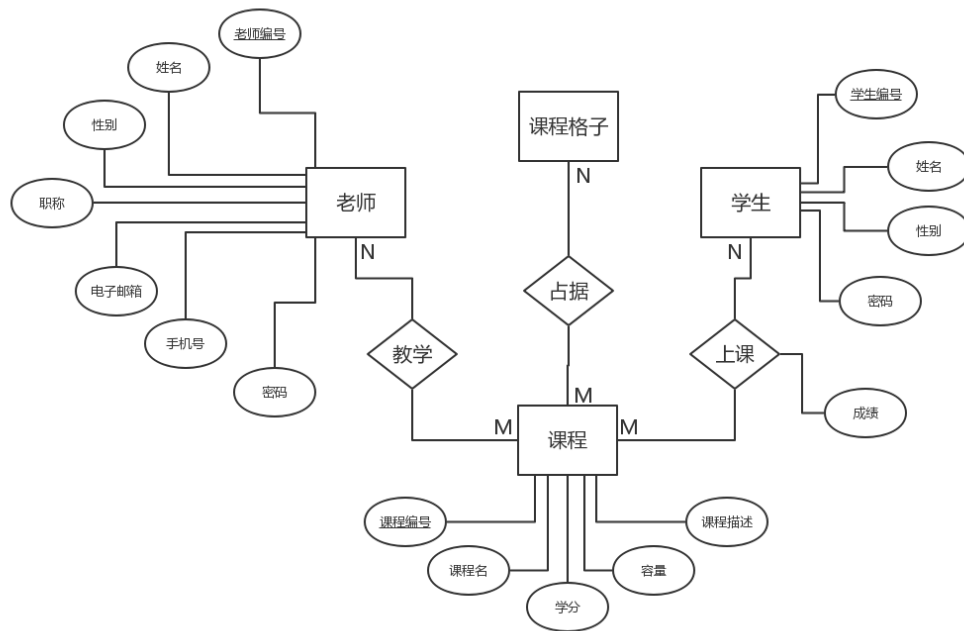 老师编号
姓名
性别
职称
电子邮箱
手机号
密码
老师
N
教学
M
课程格子
N
占据
M
课程
学生编号
姓名
性别
密码
学生
N
上课
成绩
M
课程编号
课程名
学分
容量
课程描述